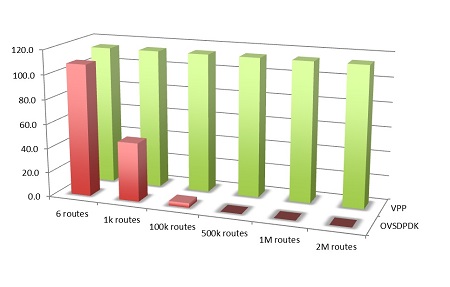 120.0
100.0
80.0
60.0
40.0
20.0
0.0
6 routes
1k routes
100k routes
500k routes
1M routes
2M routes
VPP
OVSDPDK